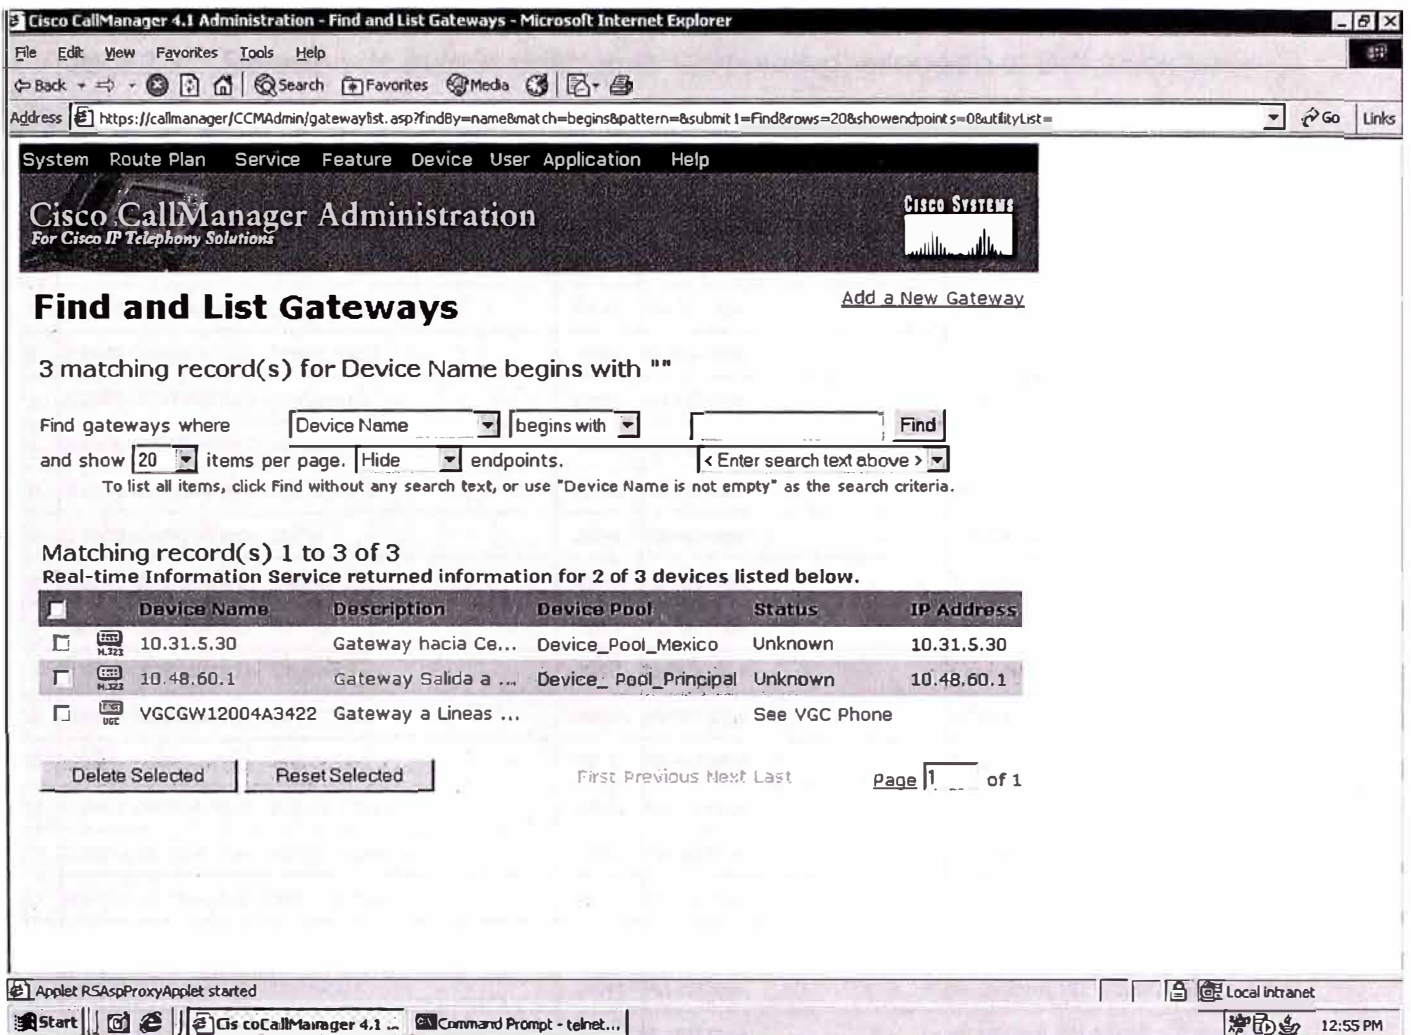 Cisco CallManager 4.1 Administration - Find and List Gateways - Microsoft Internet Explorer
File Edit View Favorites Tools Help
Back Search Favorites Media
Address https://callmanager/CCMAdmin/gatewaylist.asp?findBy=name&match=begins&pattern=&submit1=Find&rows=20&showendpoints=0&utilityList= Go Links
System Route Plan Service Feature Device User Application Help
Cisco CallManager Administration
For Cisco IP Telephony Solutions
CISCO SYSTEMS
Find and List Gateways
Add a New Gateway
3 matching record(s) for Device Name begins with ""
Find gateways where Device Name begins with Find
and show 20 items per page. Hide endpoints. < Enter search text above >
To list all items, click Find without any search text, or use "Device Name is not empty" as the search criteria.
Matching record(s) 1 to 3 of 3
Real-time Information Service returned information for 2 of 3 devices listed below.
Device Name Description Device Pool Status IP Address
H.323 10.31.5.30 Gateway hacia Ce... Device_Pool_Mexico Unknown 10.31.5.30
H.323 10.48.60.1 Gateway Salida a ... Device_Pool_Principal Unknown 10.48.60.1
VGC VGCGW12004A3422 Gateway a Lineas ... See VGC Phone
Delete Selected Reset Selected First Previous Next Last Page 1 of 1
Applet RSAspProxyApplet started Local intranet
Start Cisco CallManager 4.1 ... Command Prompt - telnet... 12:55 PM